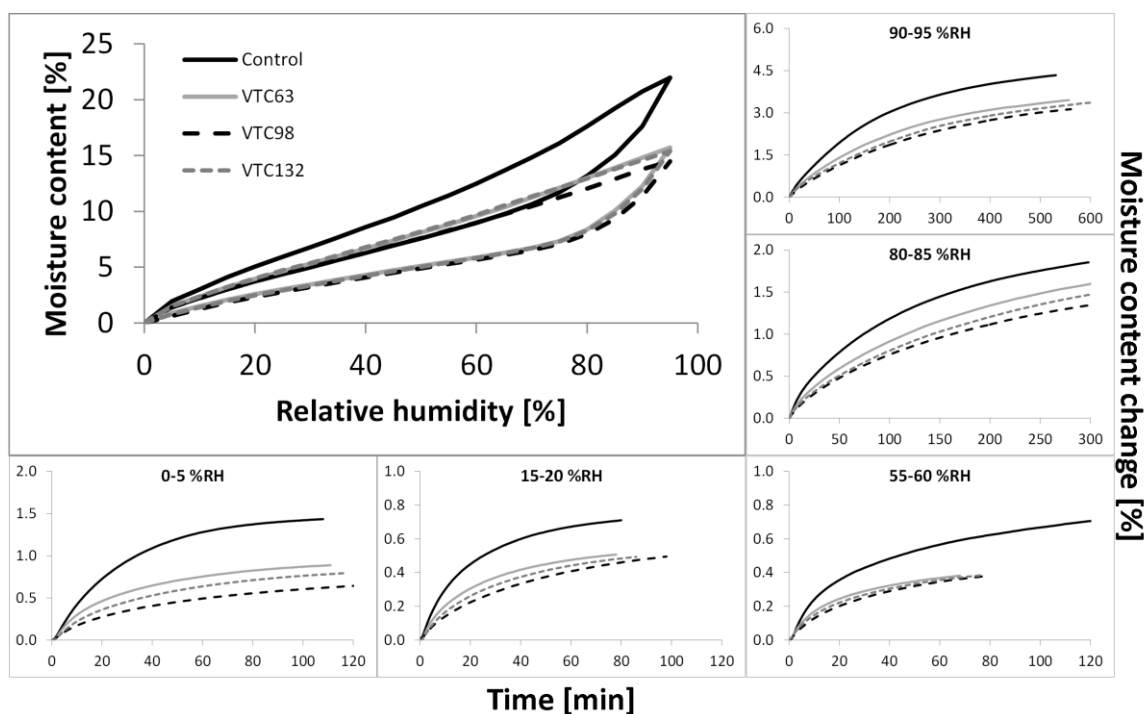 Moisture content [%]
25
20
15
10
5
0
Control
VTC63
VTC98
VTC132
0 20 40 60 80 100
Relative humidity [%]
90-95 %RH
6.0
4.5
3.0
1.5
0.0
0 100 200 300 400 500 600
80-85 %RH
2.0
1.5
1.0
0.5
0.0
0 50 100 150 200 250 300
Moisture content change [%]
0-5 %RH
2.0
1.5
1.0
0.5
0.0
0 20 40 60 80 100 120
15-20 %RH
1.0
0.8
0.6
0.4
0.2
0.0
0 20 40 60 80 100 120
55-60 %RH
1.0
0.8
0.6
0.4
0.2
0.0
0 20 40 60 80 100 120
Time [min]